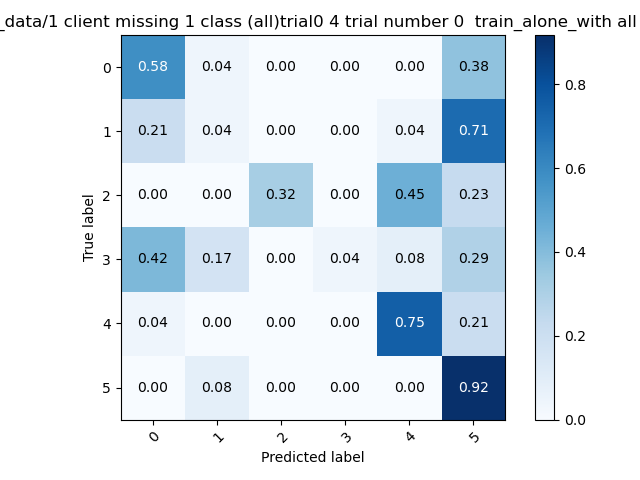 _data/1 client missing 1 class (all)trial0 4 trial number 0  train_alone_with all
0 0.58 0.04 0.00 0.00 0.00 0.38
1 0.21 0.04 0.00 0.00 0.04 0.71
2 0.00 0.00 0.32 0.00 0.45 0.23
3 0.42 0.17 0.00 0.04 0.08 0.29
4 0.04 0.00 0.00 0.00 0.75 0.21
5 0.00 0.08 0.00 0.00 0.00 0.92
0 1 2 3 4 5
True label
Predicted label
0.8
0.6
0.4
0.2
0.0